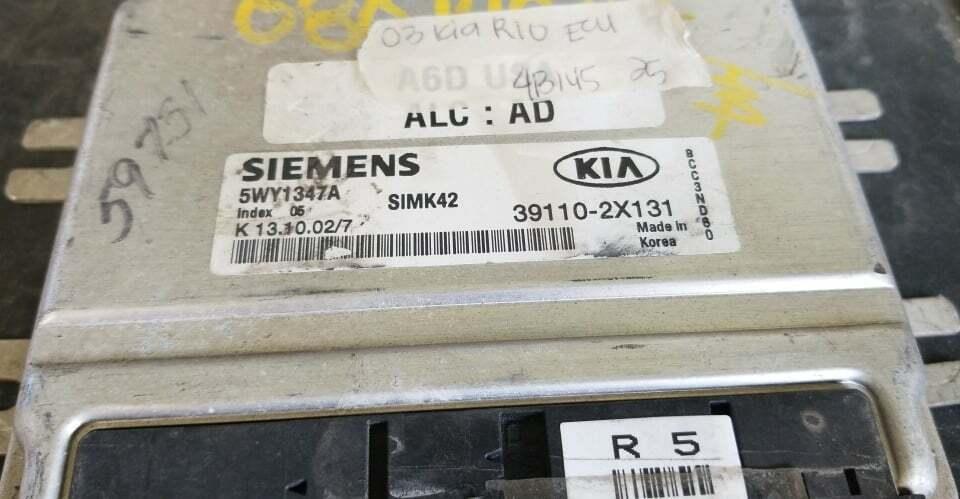 03 Kia RIO ECU
A6D U
4B145 25
ALC : AD
59751
SIEMENS
KIA
5WY1347A
SIMK42
Index 05
39110-2X131
K 13.10.02/7
Made in
Korea
BCC3ND60
R 5